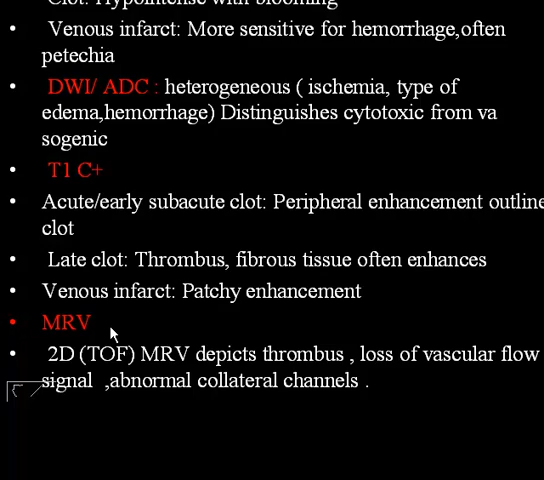 Clot: Hypointense with blooming
• Venous infarct: More sensitive for hemorrhage,often
petechia
• DWI/ ADC : heterogeneous ( ischemia, type of
edema,hemorrhage) Distinguishes cytotoxic from va
sogenic
• T1 C+
• Acute/early subacute clot: Peripheral enhancement outline
clot
• Late clot: Thrombus, fibrous tissue often enhances
• Venous infarct: Patchy enhancement
• MRV
• 2D (TOF) MRV depicts thrombus , loss of vascular flow
signal ,abnormal collateral channels .